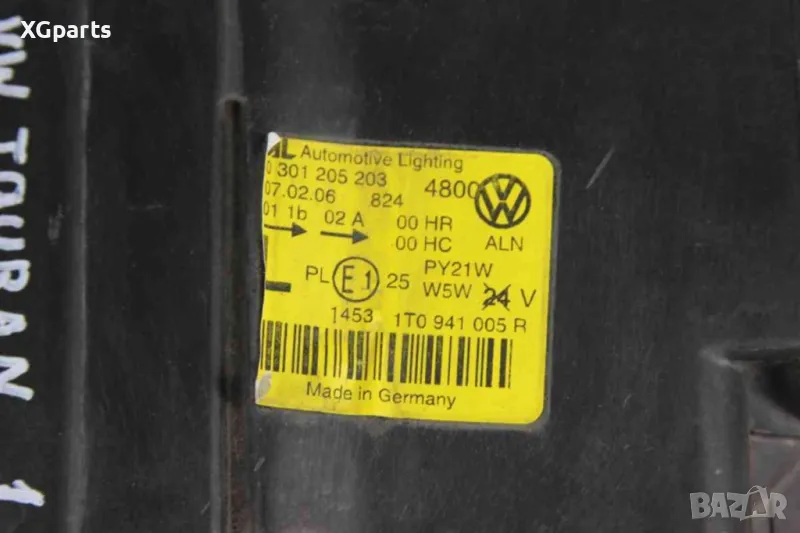 XGparts
VW TOURAN 1
AL Automotive Lighting
0 301 205 203
4800
07.02.06 824
01 1b 02 A 00 HR
00 HC ALN
PL E1 25 PY21W
W5W 24 V
1453 1T0 941 005 R
Made in Germany
BAZAR